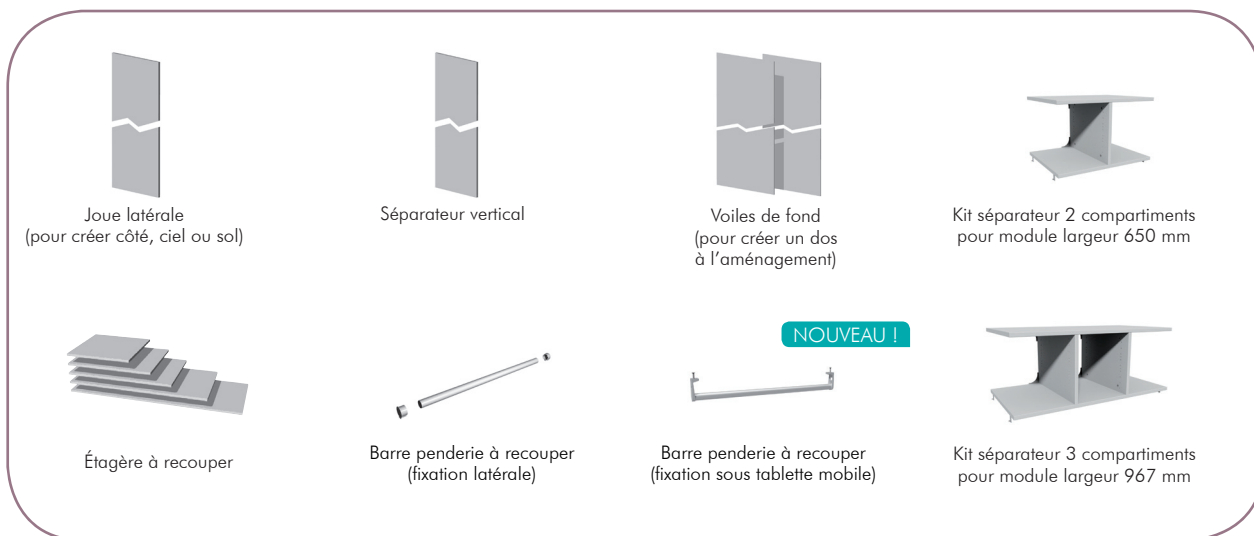 Joue latérale
(pour créer côté, ciel ou sol)
Séparateur vertical
Voiles de fond
(pour créer un dos
à l'aménagement)
Kit séparateur 2 compartiments
pour module largeur 650 mm
Étagère à recouper
Barre penderie à recouper
(fixation latérale)
NOUVEAU !
Barre penderie à recouper
(fixation sous tablette mobile)
Kit séparateur 3 compartiments
pour module largeur 967 mm